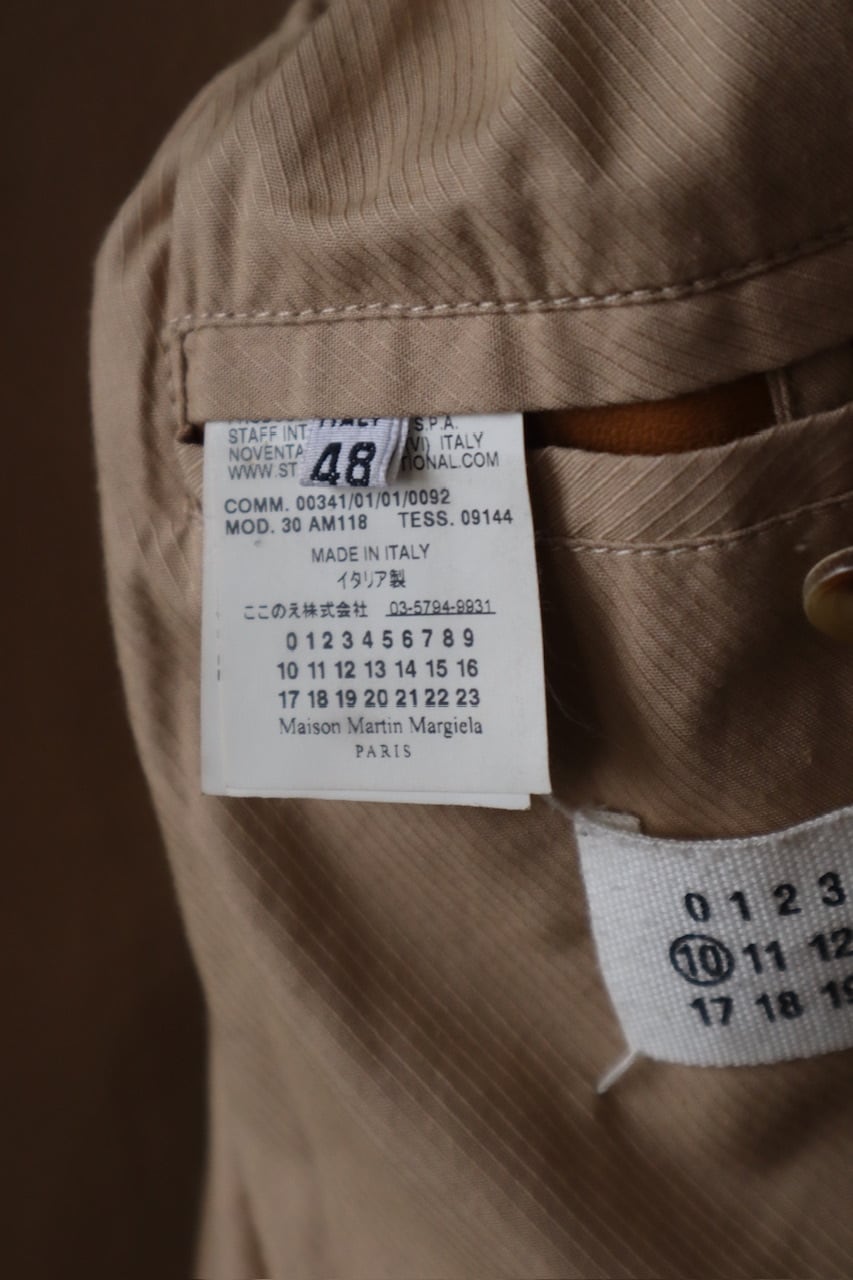 ITALY
48
STAFF INT S.P.A.
NOVENTA (VI) ITALY
WWW.ST TIONAL.COM
COMM. 00341/01/01/0092
MOD. 30 AM118 TESS. 09144
MADE IN ITALY
イタリア製
ここのえ株式会社 03-5794-9931
0 1 2 3 4 5 6 7 8 9
10 11 12 13 14 15 16
17 18 19 20 21 22 23
Maison Martin Margiela
PARIS
0 1 2 3
10 11 12
17 18 19